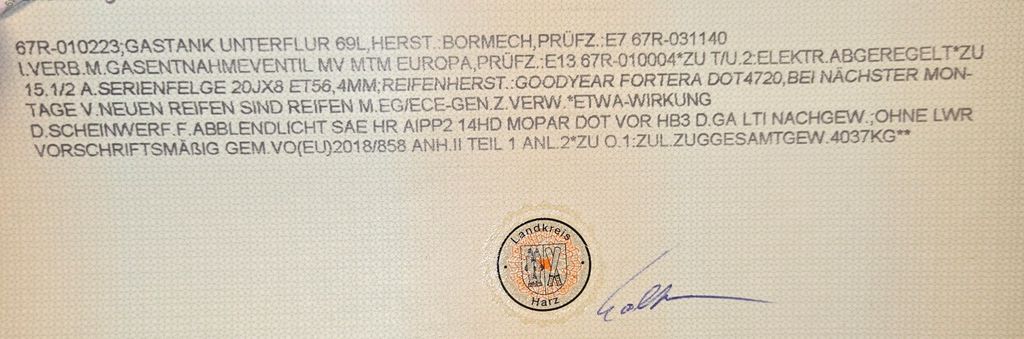 67R-010223;GASTANK UNTERFLUR 69L,HERST.:BORMECH,PRÜFZ.:E7 67R-031140
I.VERB.M.GASENTNAHMEVENTIL MV MTM EUROPA,PRÜFZ.:E13 67R-010004*ZU T/U.2:ELEKTR.ABGEREGELT*ZU
15.1/2 A.SERIENFELGE 20JX8 ET56,4MM;REIFENHERST.:GOODYEAR FORTERA DOT4720,BEI NÄCHSTER MON-
TAGE V.NEUEN REIFEN SIND REIFEN M.EG/ECE-GEN.Z.VERW.*ETWA-WIRKUNG
D.SCHEINWERF.F.ABBLENDLICHT SAE HR AIPP2 14HD MOPAR DOT VOR HB3 D.GA LTI NACHGEW.;OHNE LWR
VORSCHRIFTSMÄßIG GEM.VO(EU)2018/858 ANH.II TEIL 1 ANL.2*ZU O.1:ZUL.ZUGGESAMTGEW.4037KG**
Landkreis
Harz